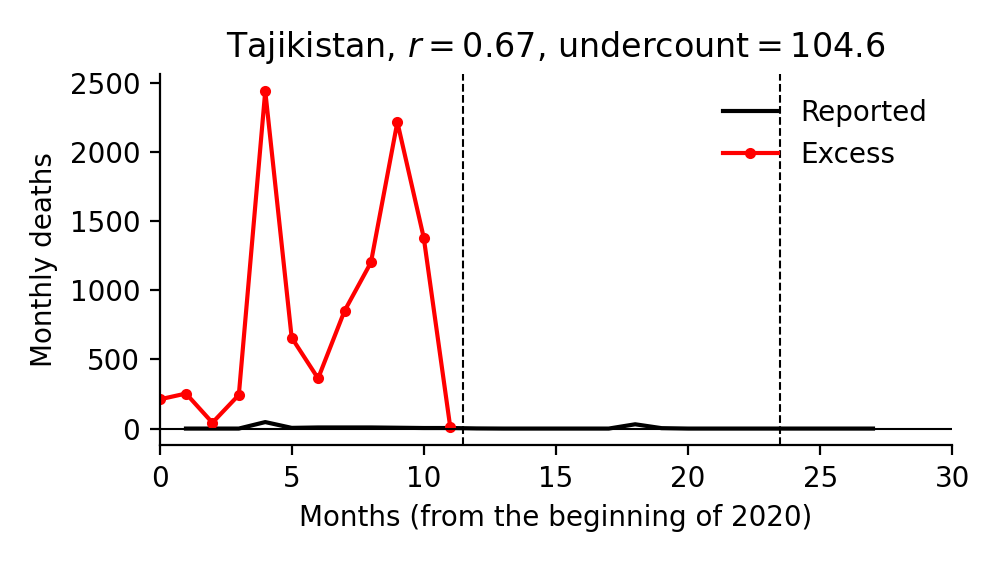 Tajikistan, r = 0.67, undercount = 104.6
Monthly deaths
2500
2000
1500
1000
500
0
Reported
Excess
0 5 10 15 20 25 30
Months (from the beginning of 2020)